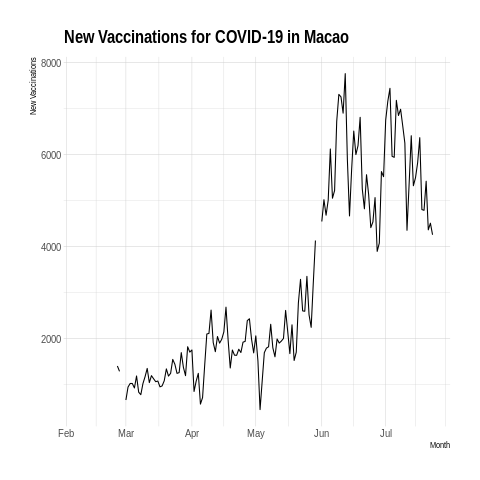 New Vaccinations for COVID-19 in Macao
New Vaccinations
8000
6000
4000
2000
Feb Mar Apr May Jun Jul
Month